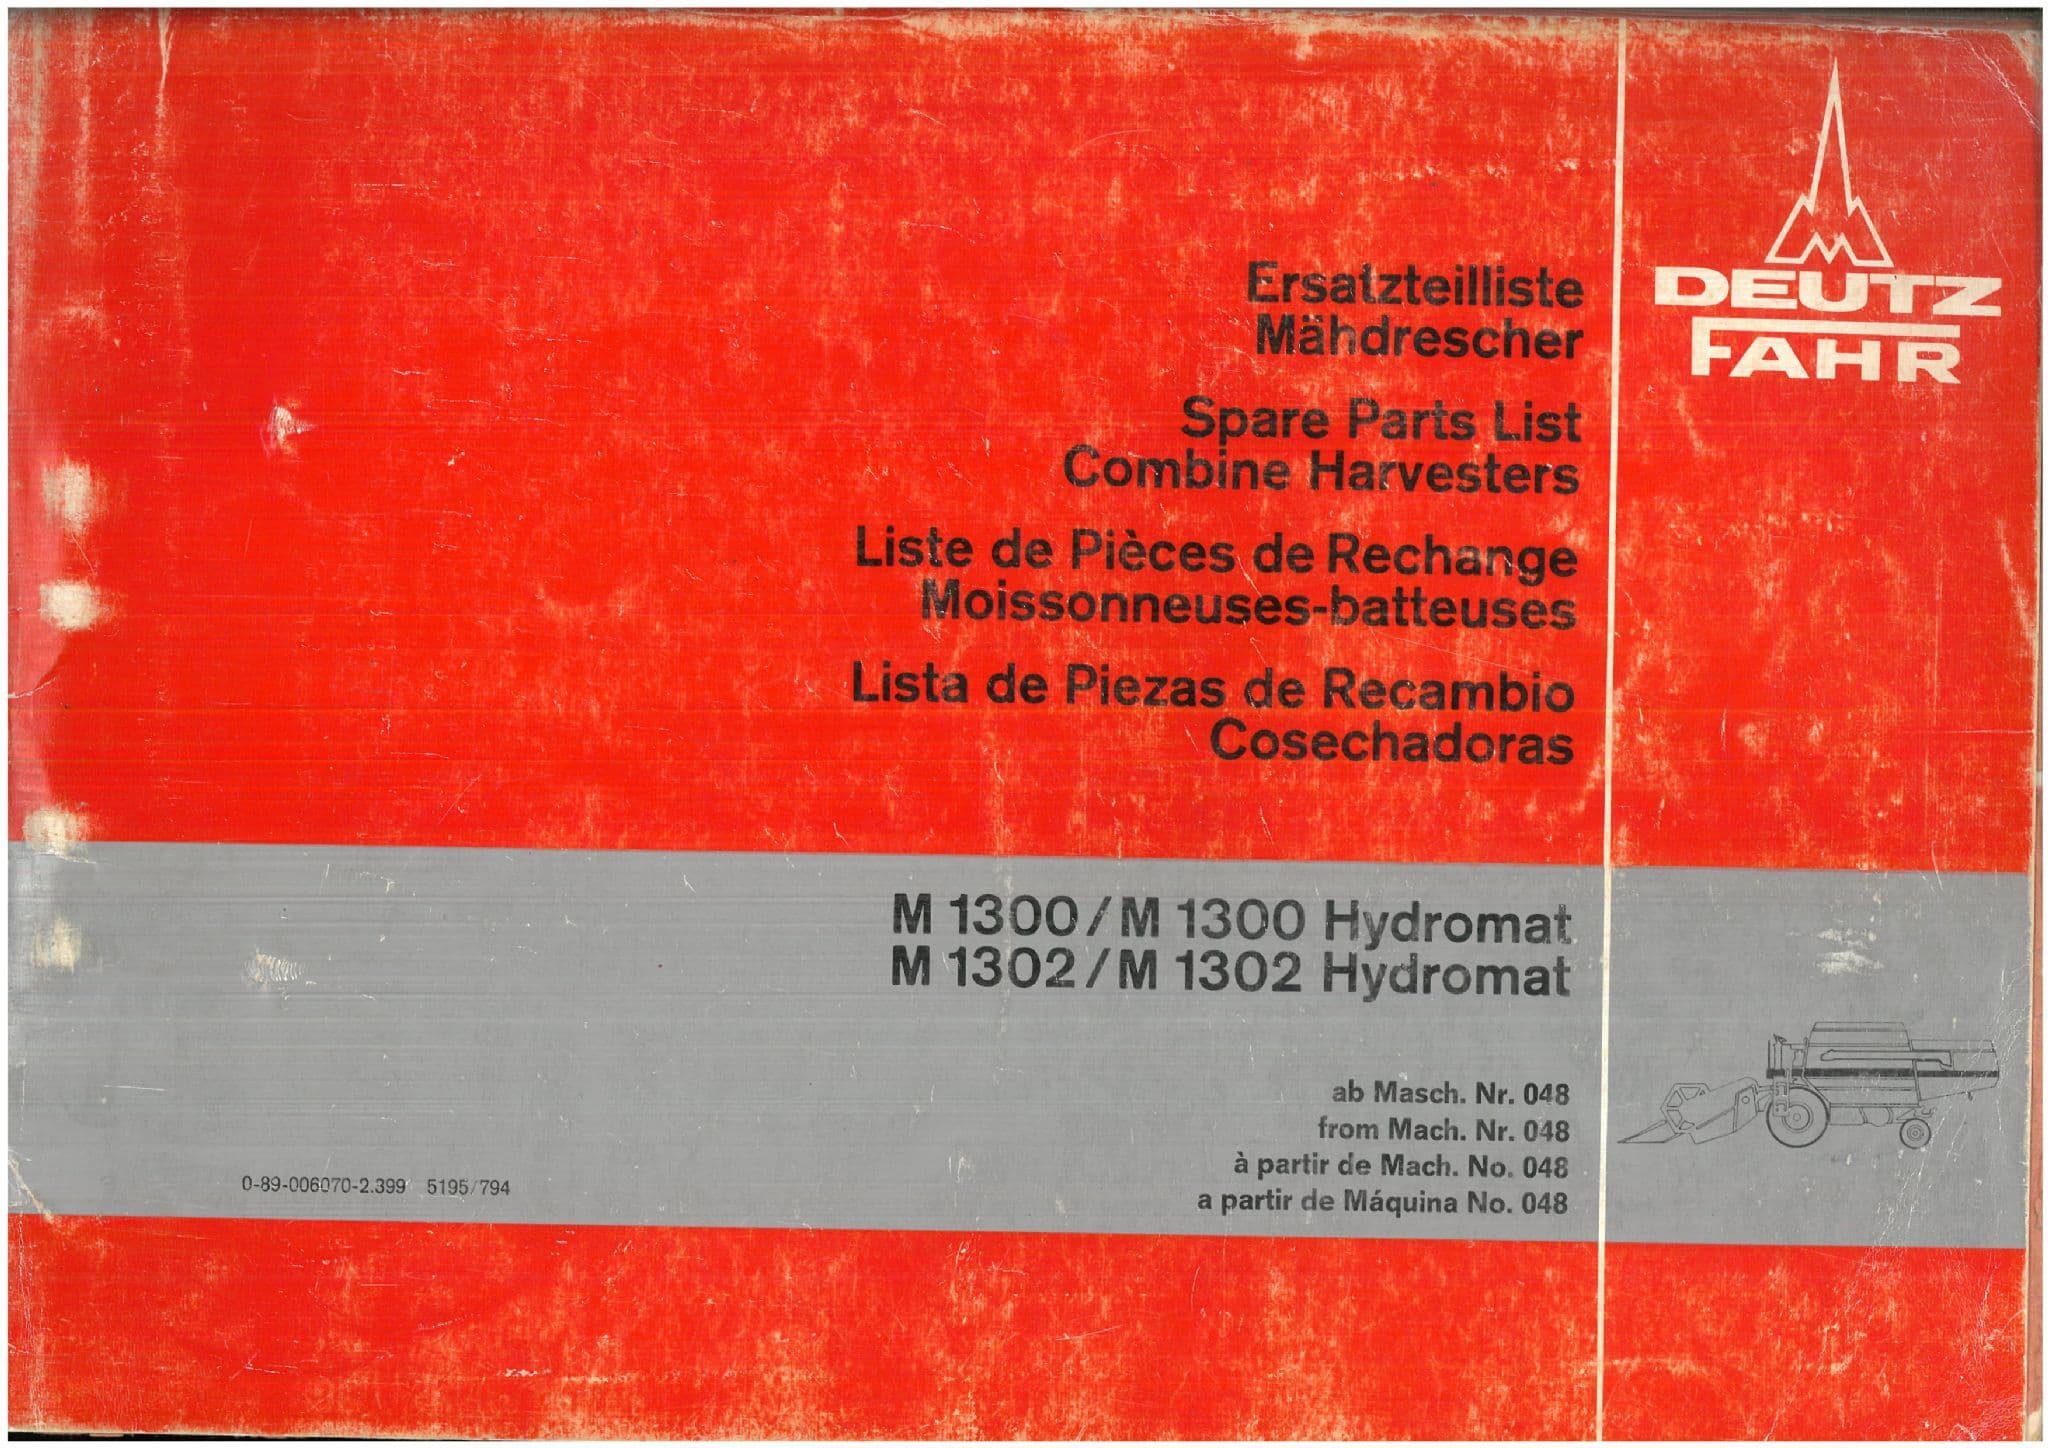 DEUTZ
FAHR
Ersatzteilliste
Mähdrescher
Spare Parts List
Combine Harvesters
Liste de Pièces de Rechange
Moissonneuses-batteuses
Lista de Piezas de Recambio
Cosechadoras
M 1300/M 1300 Hydromat
M 1302/M 1302 Hydromat
ab Masch. Nr. 048
from Mach. Nr. 048
à partir de Mach. No. 048
a partir de Máquina No. 048
0-89-006070-2.399 5195/794